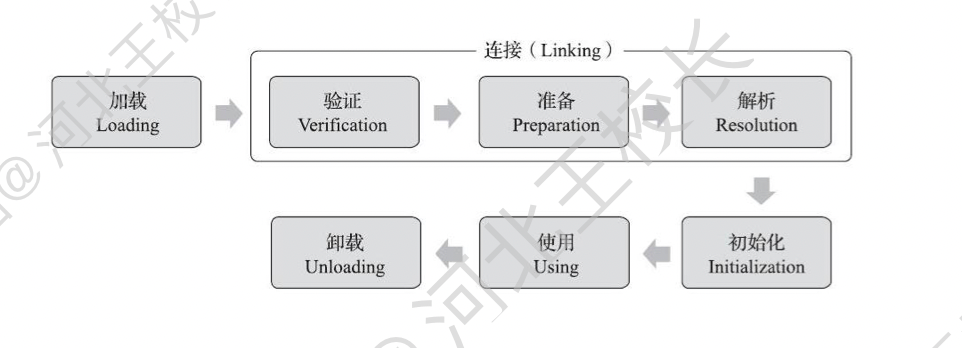 连接（Linking）
加载
Loading
验证
Verification
准备
Preparation
解析
Resolution
卸载
Unloading
使用
Using
初始化
Initialization
@河北王校
@河北王校长